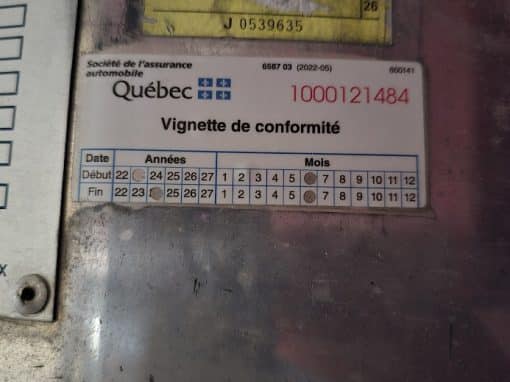 26
J 0539635
Société de l'assurance
automobile
6587 03 (2022-05)
660141
Québec
1000121484
Vignette de conformité
Date Années Mois
Début 22 24 25 26 27 1 2 3 4 5 7 8 9 10 11 12
Fin 22 23 25 26 27 1 2 3 4 5 7 8 9 10 11 12
X